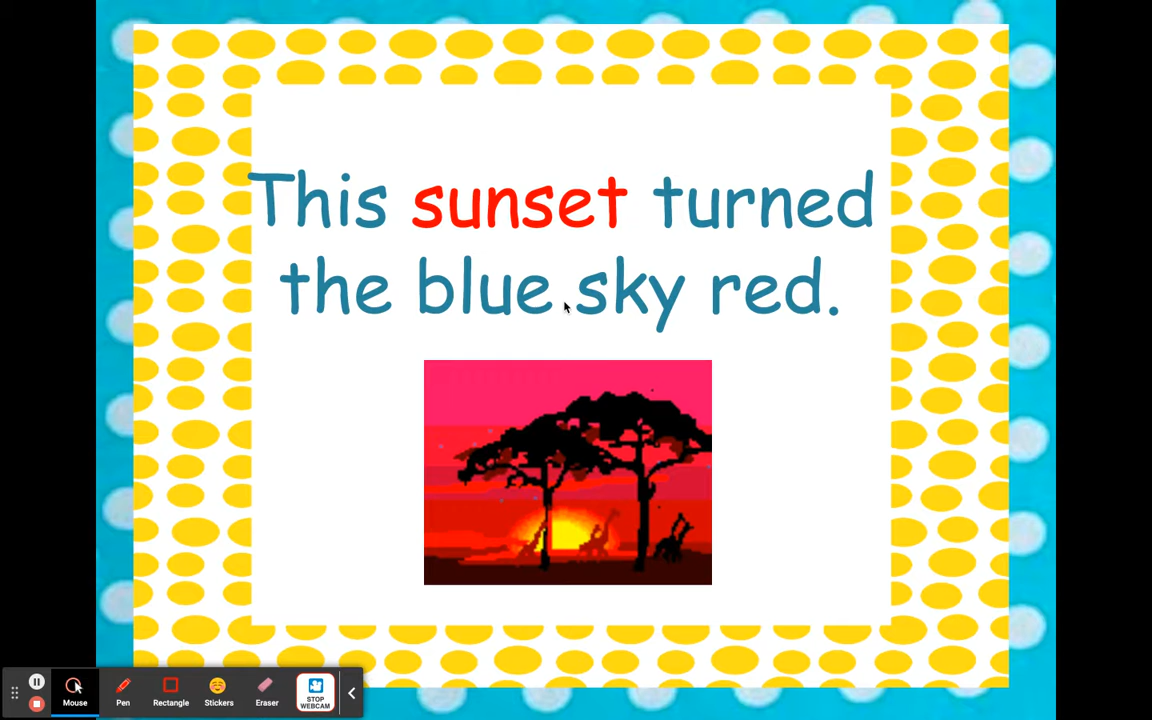 This sunset turned
the blue sky red.
Mouse
Pen
Rectangle
Stickers
Eraser
STOP
WEBCAM